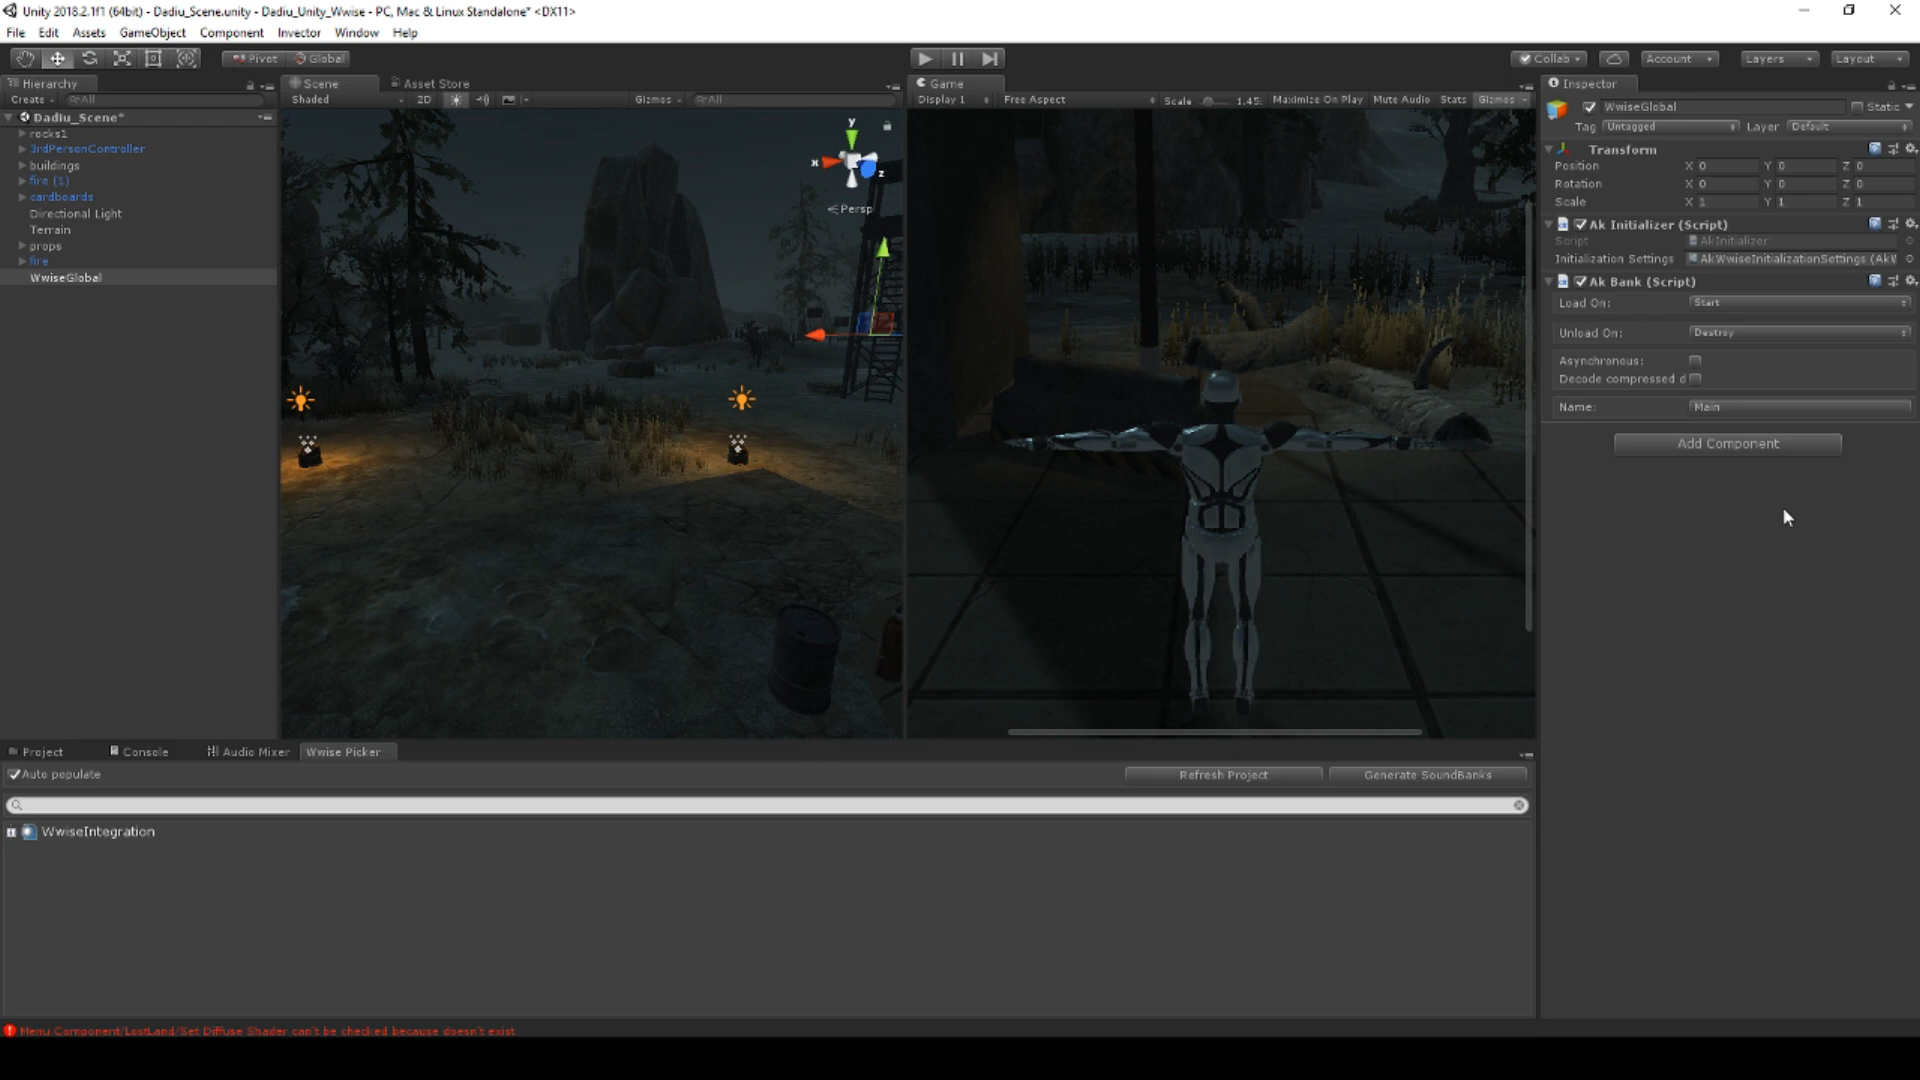 Unity 2018.2.1f1 (64bit) - Dadiu_Scene.unity - Dadiu_Unity_Wwise - PC, Mac & Linux Standalone* <DX11>
File Edit Assets GameObject Component Invector Window Help
Pivot Global Collab Account Layers Layout
Hierarchy
Create All
Dadiu_Scene*
rocks1
3rdPersonController
buildings
fire (1)
cardboards
Directional Light
Terrain
props
fire
WwiseGlobal
Scene Asset Store
Shaded 2D Gizmos All
y
x
z
Persp
Game
Display 1 Free Aspect Scale 1.45 Maximize On Play Mute Audio Stats Gizmos
Inspector
WwiseGlobal Static
Tag Untagged Layer Default
Transform
Position X 0 Y 0 Z 0
Rotation X 0 Y 0 Z 0
Scale X 1 Y 1 Z 1
Ak Initializer (Script)
Script AkInitializer
Initialization Settings AkWwiseInitializationSettings (AkW
Ak Bank (Script)
Load On: Start
Unload On: Destroy
Asynchronous:
Decode compressed d
Name: Main
Add Component
Project Console Audio Mixer Wwise Picker
Auto populate Refresh Project Generate SoundBanks
WwiseIntegration
Menu Component/LostLand/Set Diffuse Shader can't be checked because doesn't exist